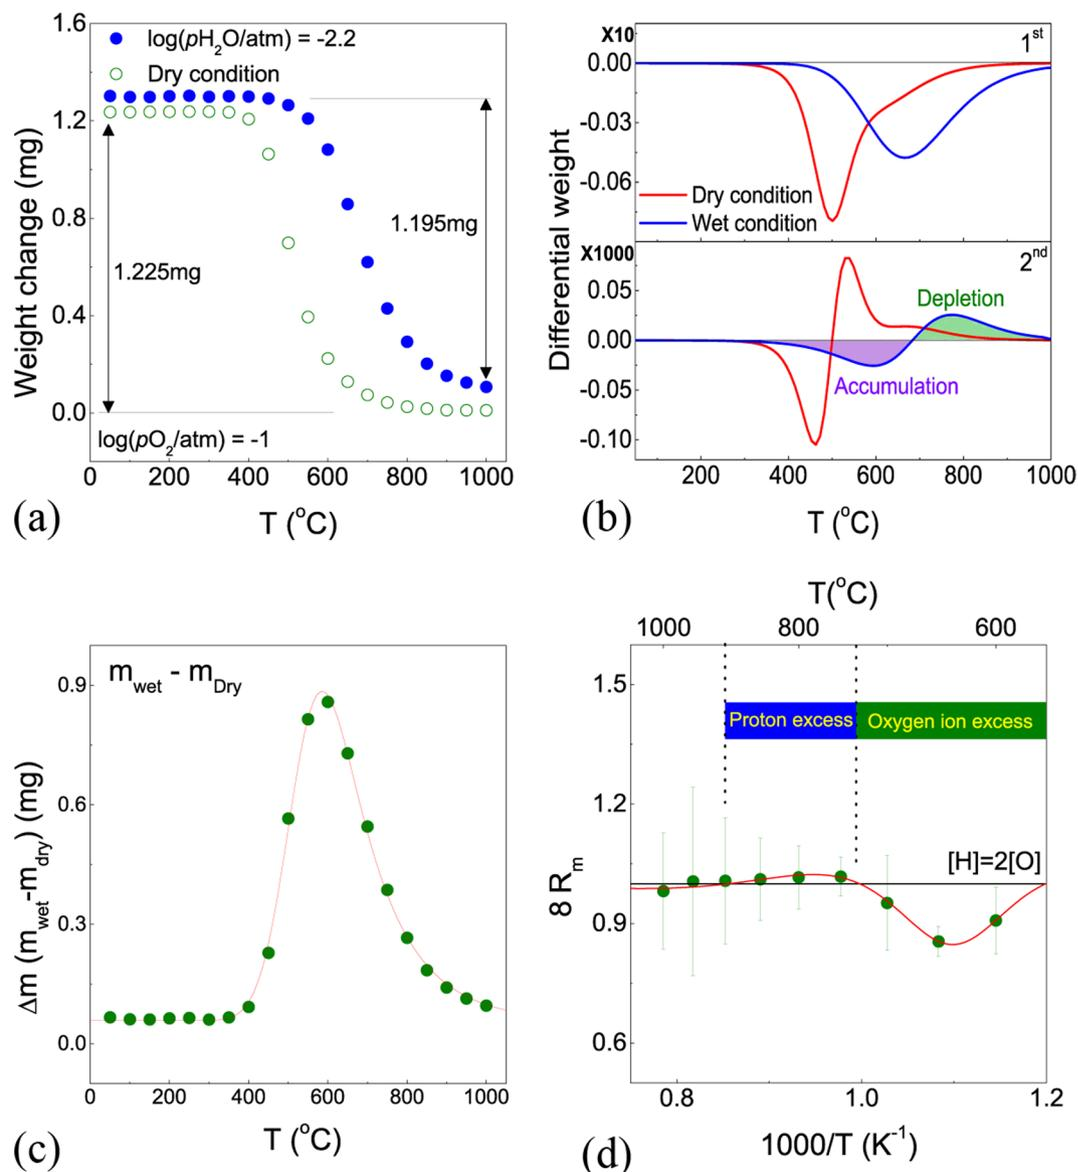 1.6
1.2
0.8
0.4
0.0
Weight change (mg)
log(pH2O/atm) = -2.2
Dry condition
1.195mg
1.225mg
log(pO2/atm) = -1
0 200 400 600 800 1000
T (°C)
(a)
X10
1st
0.00
-0.03
-0.06
Dry condition
Wet condition
Differential weight
X1000
2nd
0.05
0.00
-0.05
-0.10
Depletion
Accumulation
200 400 600 800 1000
T (°C)
(b)
mwet - mDry
0.9
0.6
0.3
0.0
Δm (mwet-mdry) (mg)
0 200 400 600 800 1000
T (°C)
(c)
T(°C)
1000 800 600
1.5
1.2
0.9
0.6
8 Rm
Proton excess
Oxygen ion excess
[H]=2[O]
0.8 1.0 1.2
1000/T (K-1)
(d)